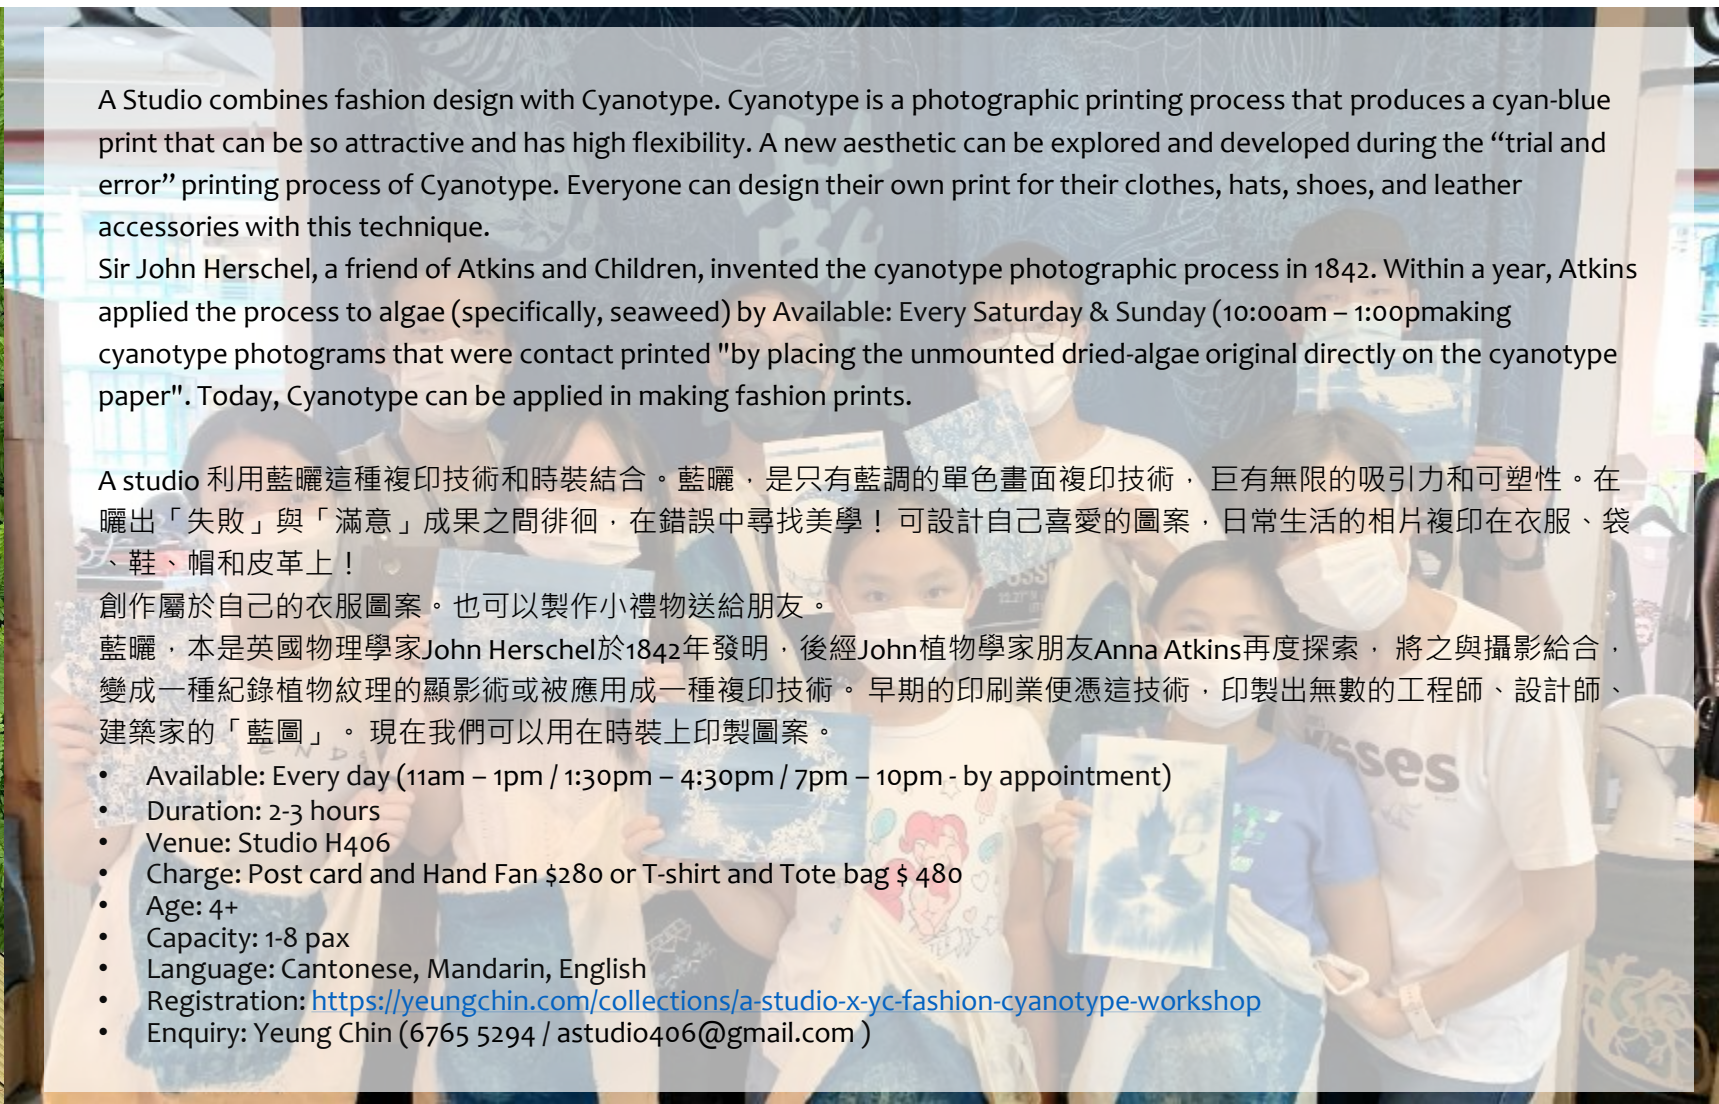 A Studio combines fashion design with Cyanotype. Cyanotype is a photographic printing process that produces a cyan-blue
print that can be so attractive and has high flexibility. A new aesthetic can be explored and developed during the “trial and
error” printing process of Cyanotype. Everyone can design their own print for their clothes, hats, shoes, and leather
accessories with this technique.
Sir John Herschel, a friend of Atkins and Children, invented the cyanotype photographic process in 1842. Within a year, Atkins
applied the process to algae (specifically, seaweed) by Available: Every Saturday & Sunday (10:00am – 1:00pmaking
cyanotype photograms that were contact printed "by placing the unmounted dried-algae original directly on the cyanotype
paper". Today, Cyanotype can be applied in making fashion prints.
A studio 利用藍曬這種複印技術和時裝結合。藍曬，是只有藍調的單色畫面複印技術， 巨有無限的吸引力和可塑性。在
曬出「失敗」與「滿意」成果之間徘徊，在錯誤中尋找美學！ 可設計自己喜愛的圖案，日常生活的相片複印在衣服、袋
、鞋、帽和皮革上！
創作屬於自己的衣服圖案。也可以製作小禮物送給朋友。
藍曬，本是英國物理學家John Herschel於1842年發明，後經John植物學家朋友Anna Atkins再度探索， 將之與攝影給合，
變成一種紀錄植物紋理的顯影術或被應用成一種複印技術。 早期的印刷業便憑這技術，印製出無數的工程師、設計師、
建築家的「藍圖」。 現在我們可以用在時裝上印製圖案。
• Available: Every day (11am – 1pm / 1:30pm – 4:30pm / 7pm – 10pm - by appointment)
• Duration: 2-3 hours
• Venue: Studio H406
• Charge: Post card and Hand Fan $280 or T-shirt and Tote bag $ 480
• Age: 4+
• Capacity: 1-8 pax
• Language: Cantonese, Mandarin, English
• Registration: https://yeungchin.com/collections/a-studio-x-yc-fashion-cyanotype-workshop
• Enquiry: Yeung Chin (6765 5294 / astudio406@gmail.com )